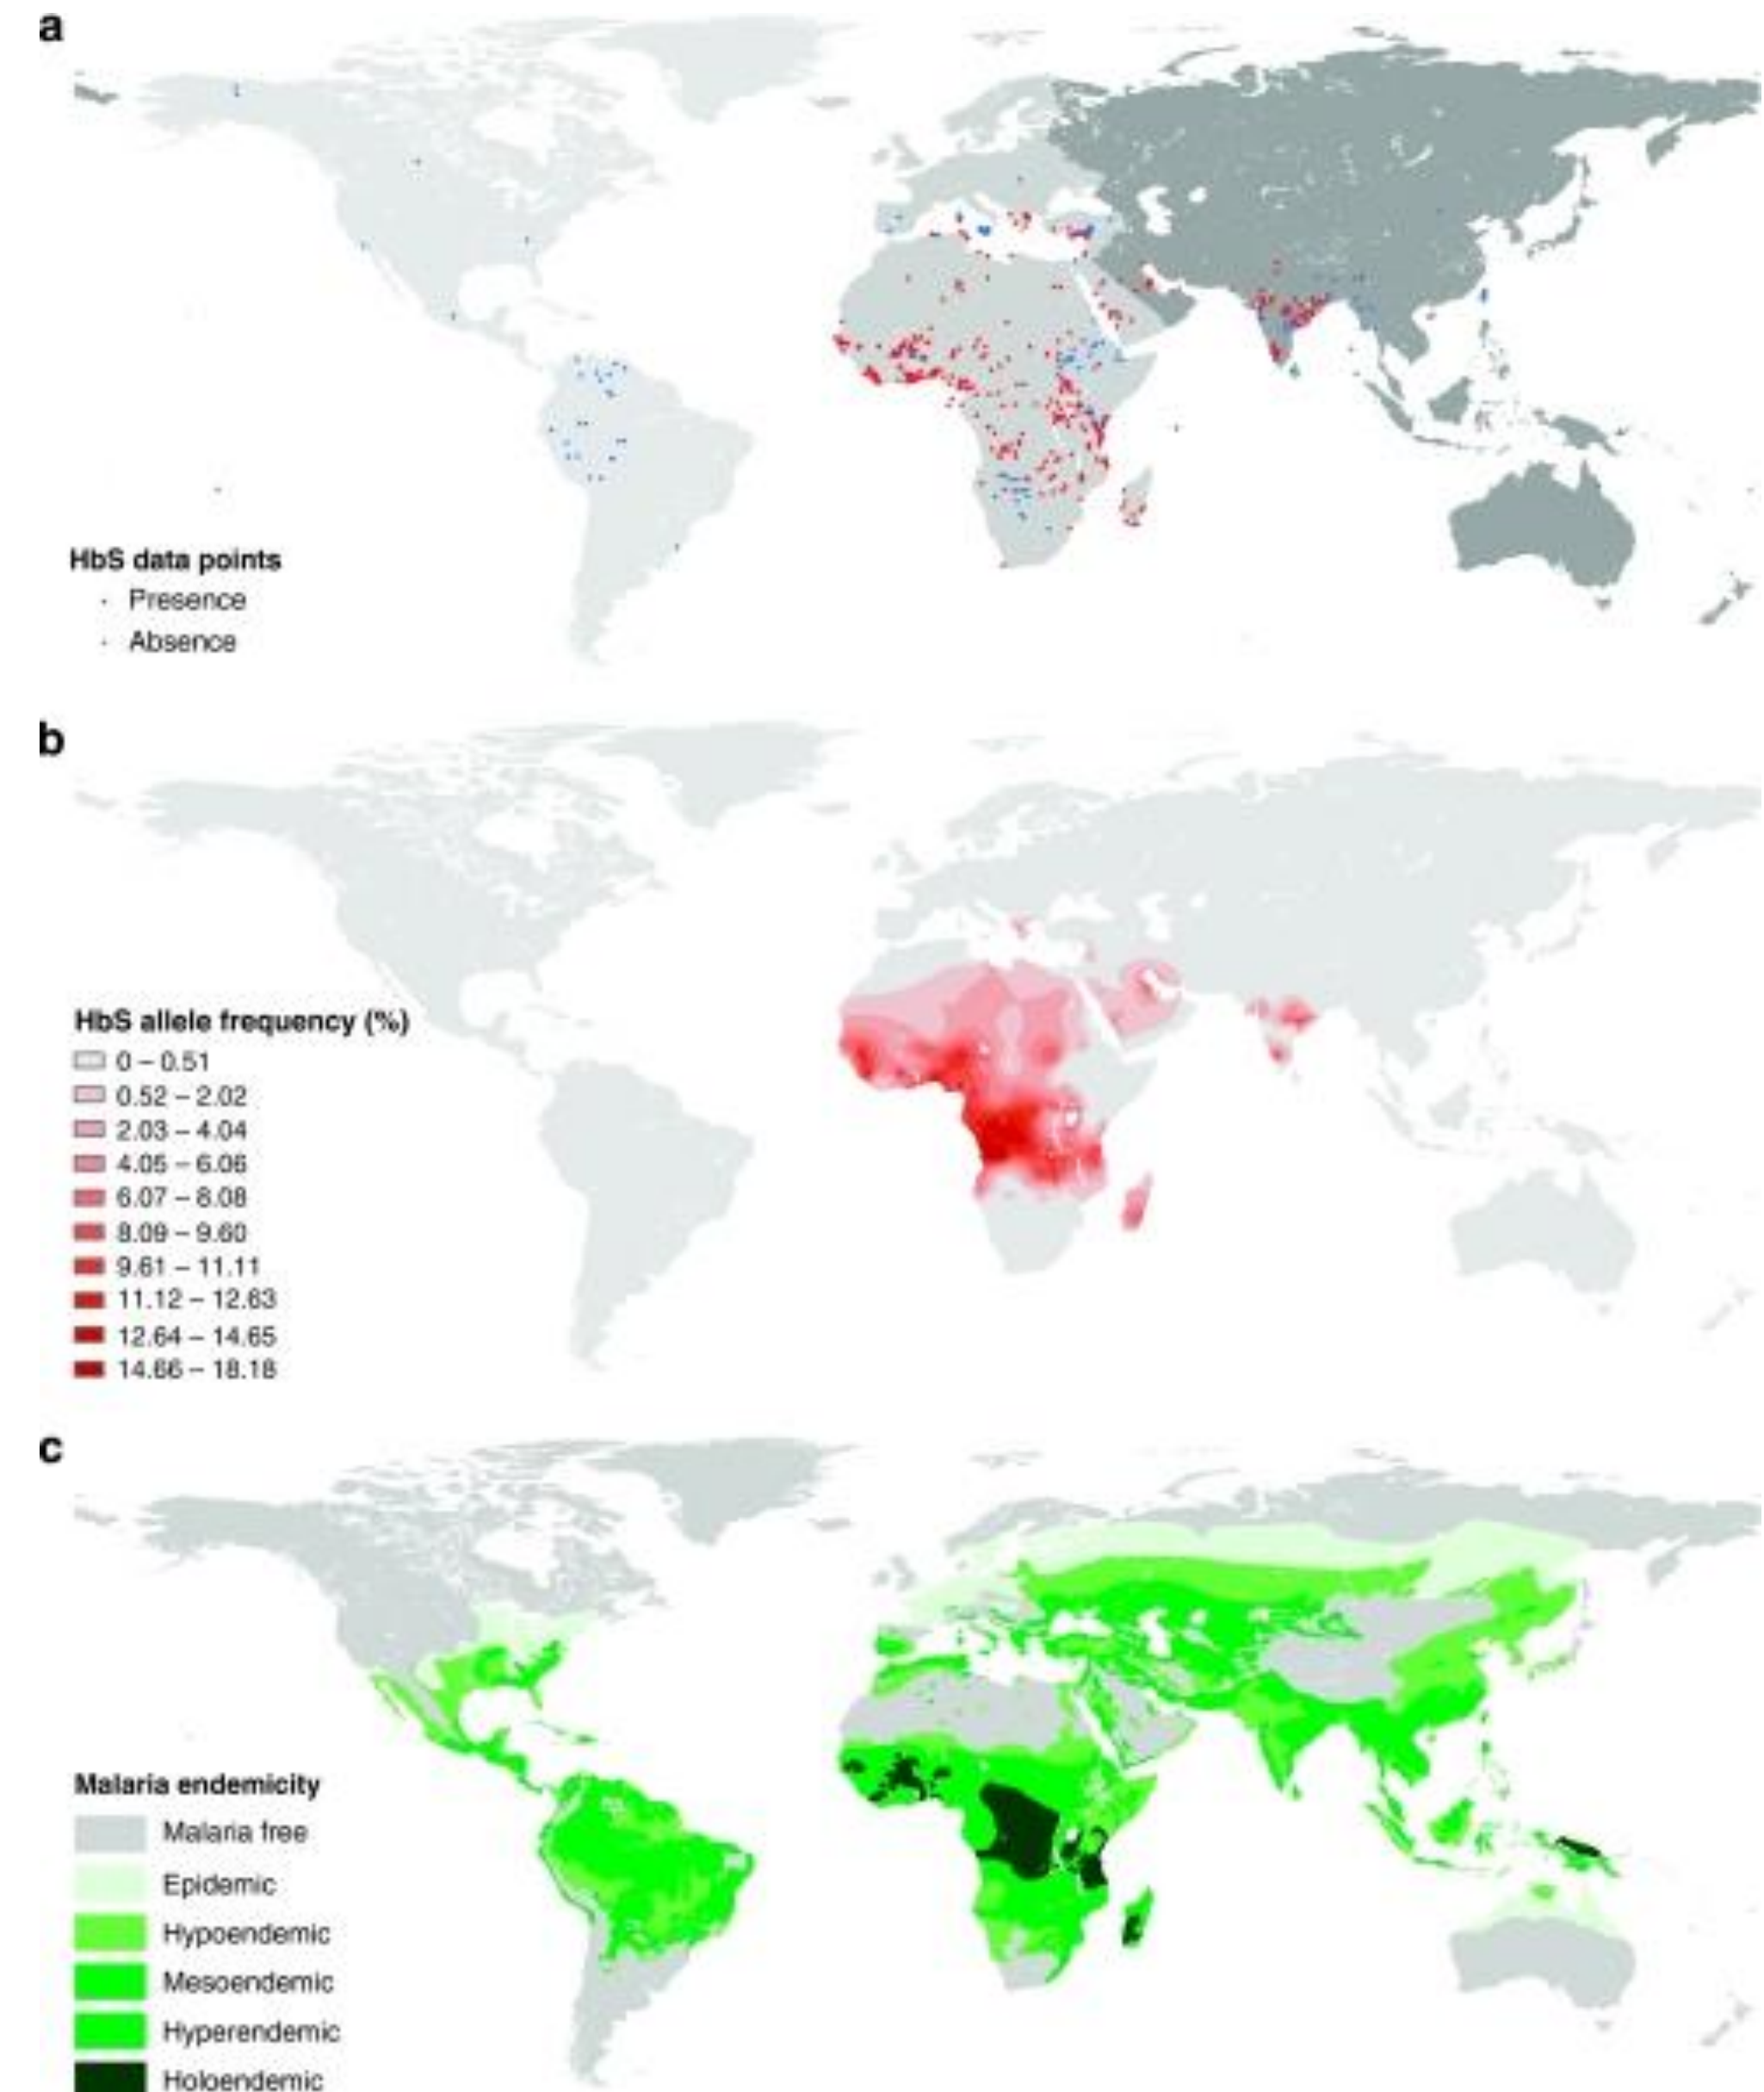 a
HbS data points
Presence
Absence
b
HbS allele frequency (%)
0 – 0.51
0.52 – 2.02
2.03 – 4.04
4.05 – 6.06
6.07 – 8.08
8.09 – 9.60
9.61 – 11.11
11.12 – 12.63
12.64 – 14.65
14.66 – 18.18
c
Malaria endemicity
Malaria free
Epidemic
Hypoendemic
Mesoendemic
Hyperendemic
Holoendemic